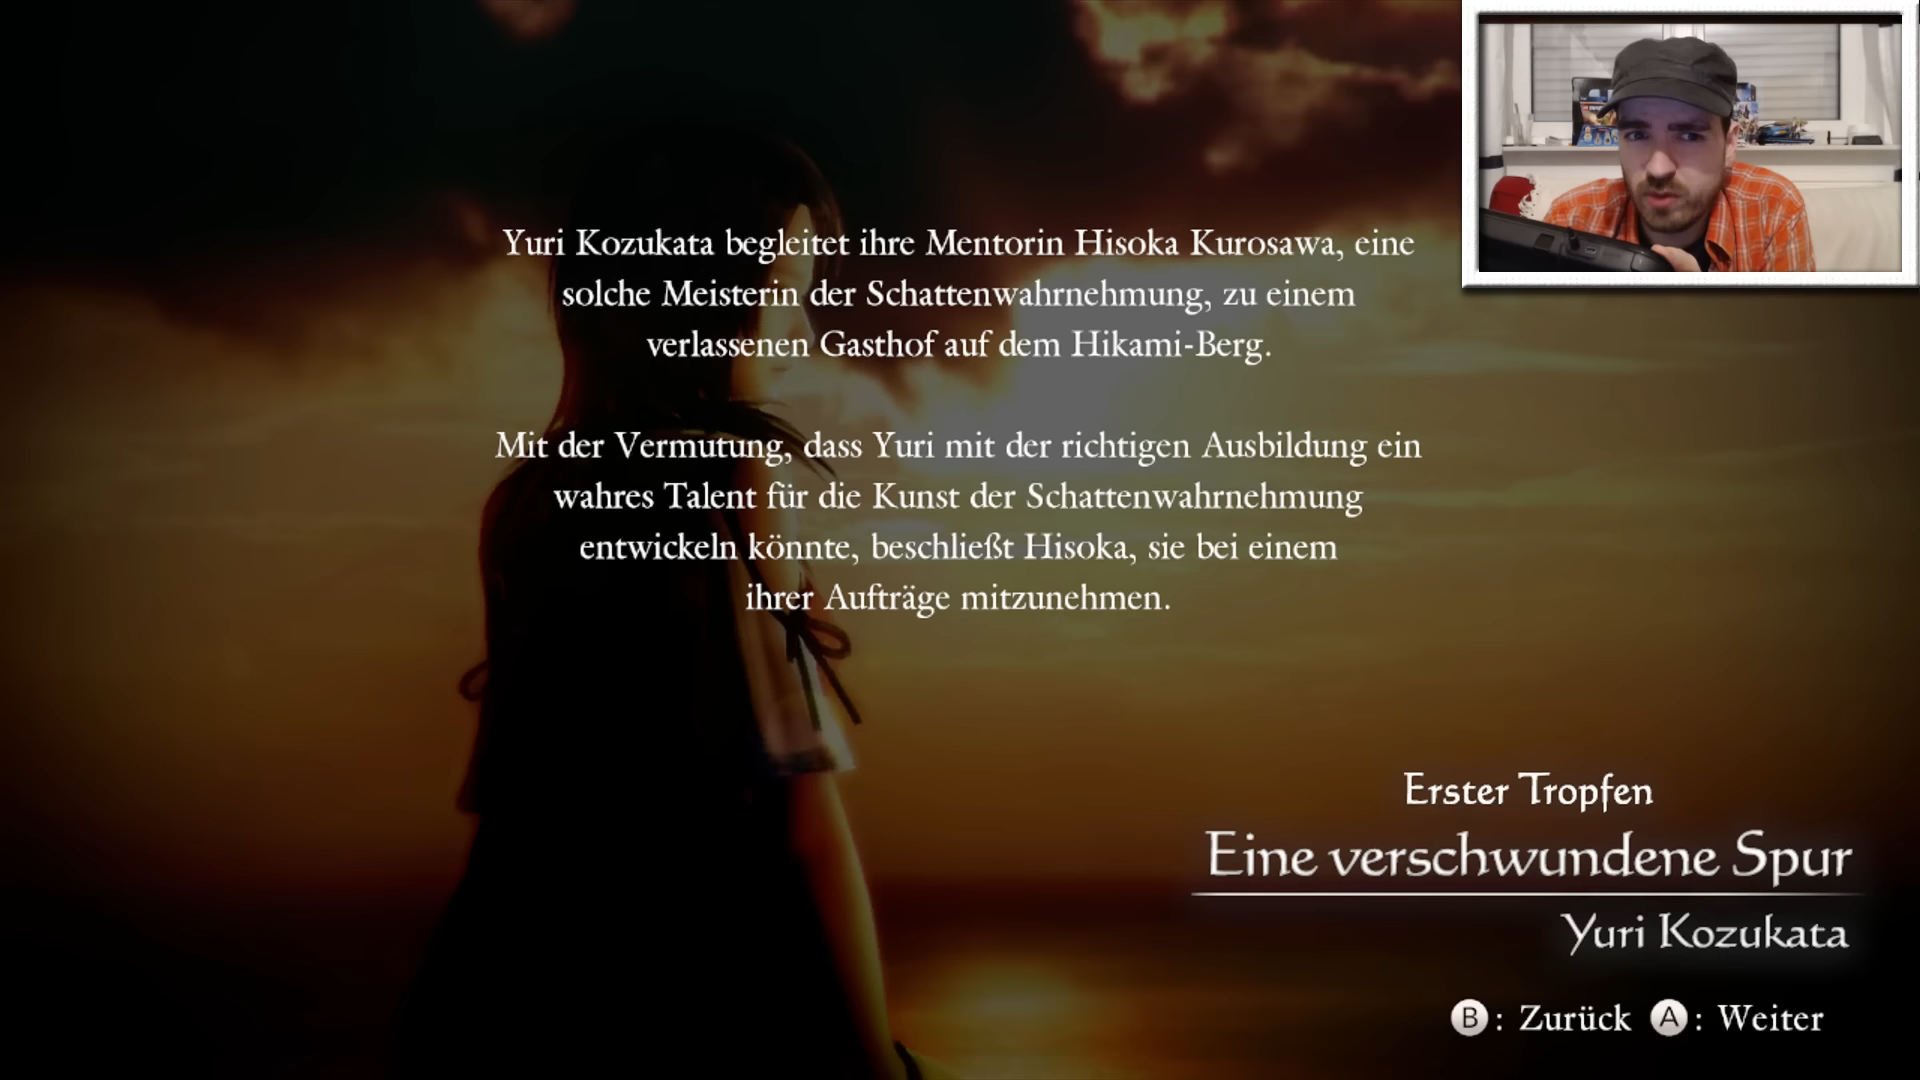 Yuri Kozukata begleitet ihre Mentorin Hisoka Kurosawa, eine
solche Meisterin der Schattenwahrnehmung, zu einem
verlassenen Gasthof auf dem Hikami-Berg.
Mit der Vermutung, dass Yuri mit der richtigen Ausbildung ein
wahres Talent für die Kunst der Schattenwahrnehmung
entwickeln könnte, beschließt Hisoka, sie bei einem
ihrer Aufträge mitzunehmen.
Erster Tropfen
Eine verschwundene Spur
Yuri Kozukata
B: Zurück A: Weiter